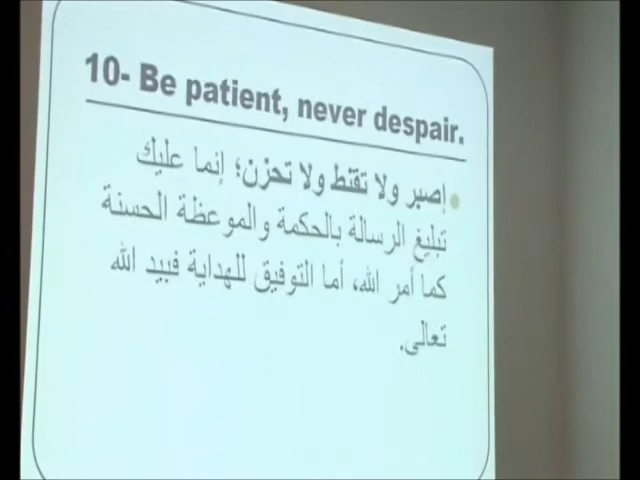 10- Be patient, never despair.
إصبر ولا تقنط ولا تحزن؛ إنما عليك
تبليغ الرسالة بالحكمة والموعظة الحسنة
كما أمر الله، أما التوفيق للهداية فبيد الله
تعالى.